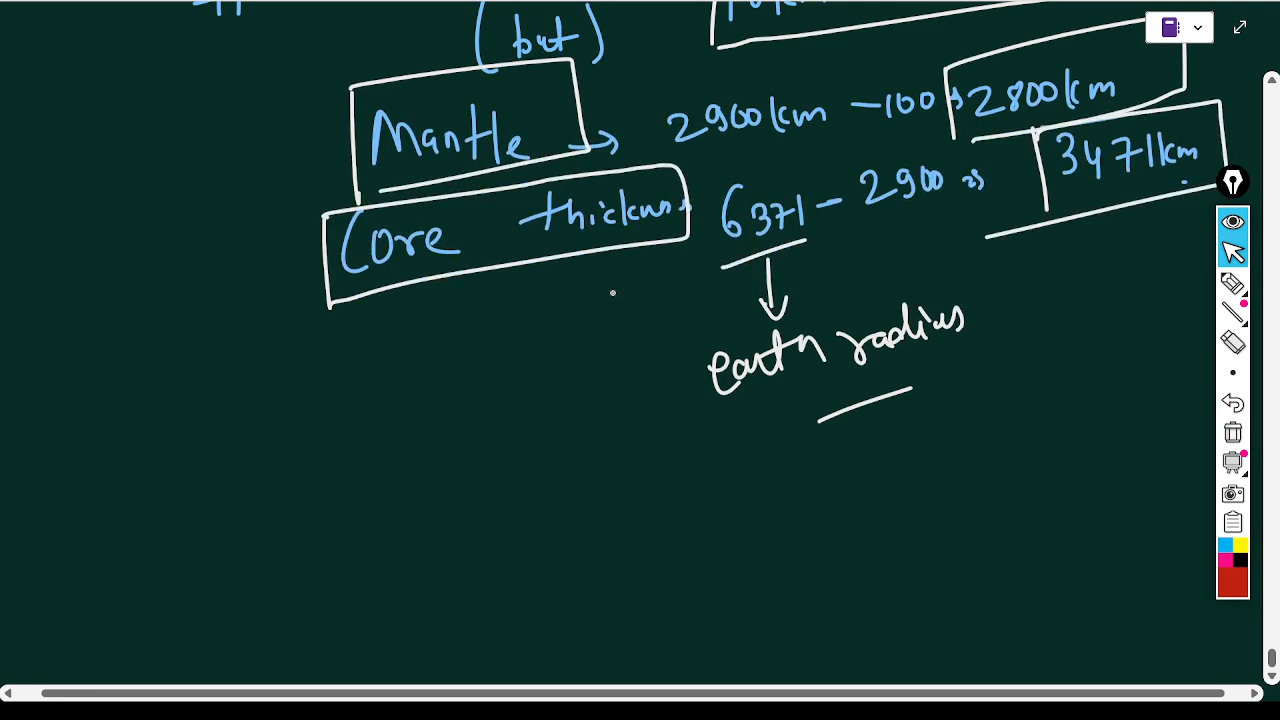 (but)
Mantle → 2900km - 100 = 2800km
Core thickness 6371 - 2900 = 3471km
earth radius